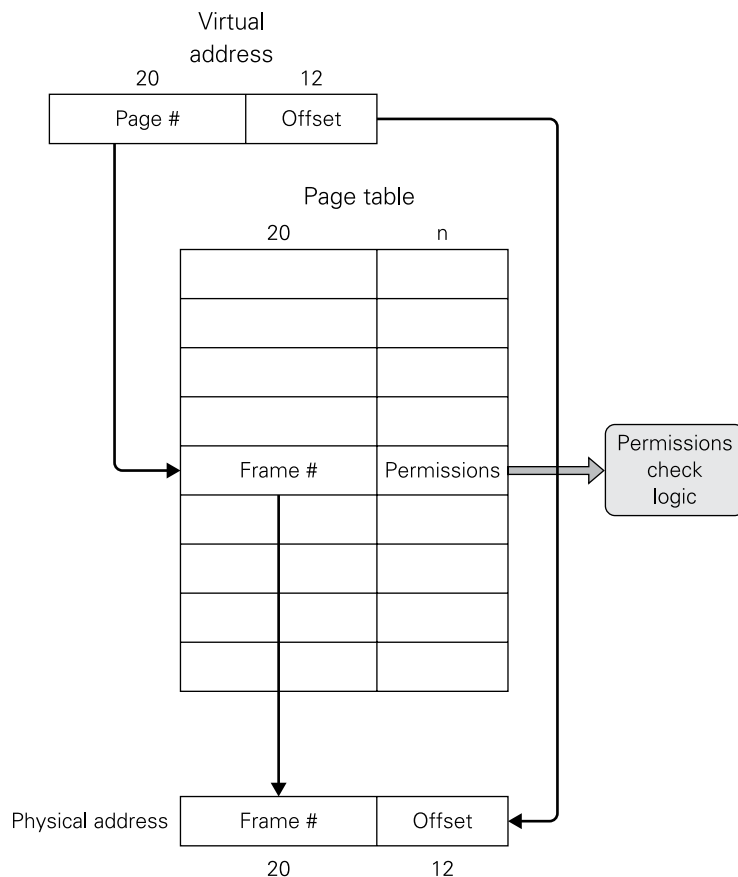 Virtual
address
20 12
Page # Offset
Page table
20 n
Frame # Permissions
Permissions
check
logic
Physical address Frame # Offset
20 12